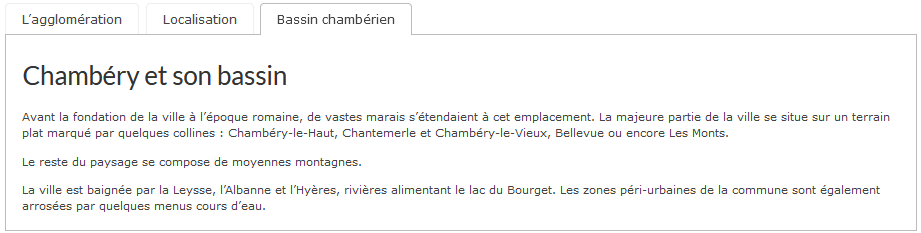 L’agglomération
Localisation
Bassin chambérien
Chambéry et son bassin
Avant la fondation de la ville à l’époque romaine, de vastes marais s’étendaient à cet emplacement. La majeure partie de la ville se situe sur un terrain
plat marqué par quelques collines : Chambéry-le-Haut, Chantemerle et Chambéry-le-Vieux, Bellevue ou encore Les Monts.
Le reste du paysage se compose de moyennes montagnes.
La ville est baignée par la Leysse, l’Albanne et l’Hyères, rivières alimentant le lac du Bourget. Les zones péri-urbaines de la commune sont également
arrosées par quelques menus cours d’eau.